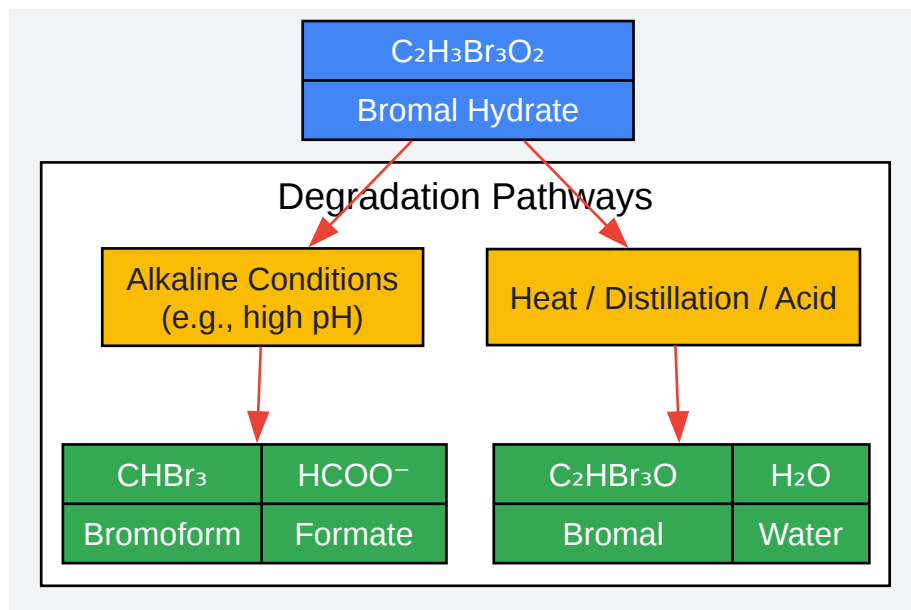 C₂H₃Br₃O₂
Bromal Hydrate
Degradation Pathways
Alkaline Conditions
(e.g., high pH)
Heat / Distillation / Acid
CHBr₃
HCOO⁻
Bromoform
Formate
C₂HBr₃O
H₂O
Bromal
Water